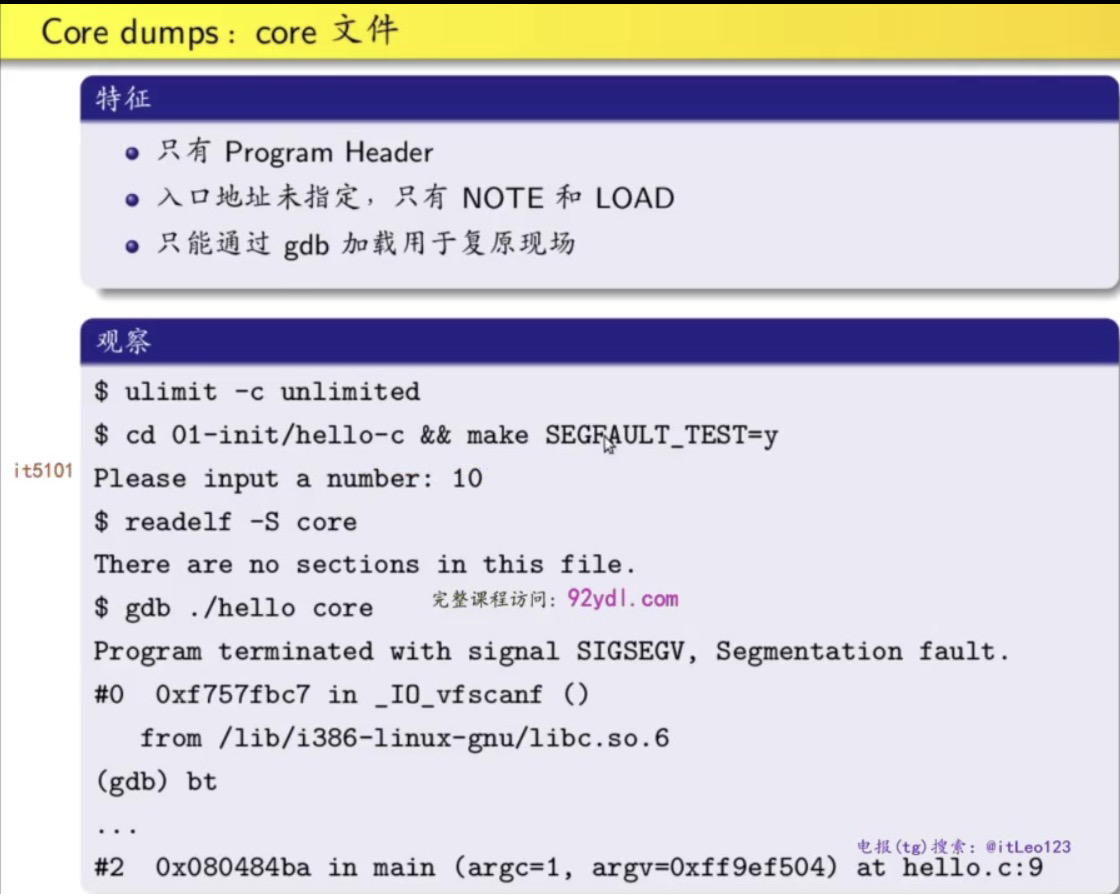 Core dumps: core 文件
特征
只有 Program Header
入口地址未指定，只有 NOTE 和 LOAD
只能通过 gdb 加载用于复原现场
观察
$ ulimit -c unlimited
$ cd 01-init/hello-c && make SEGFAULT_TEST=y
it5101
Please input a number: 10
$ readelf -S core
There are no sections in this file.
完整课程访问: 92ydl.com
$ gdb ./hello core
Program terminated with signal SIGSEGV, Segmentation fault.
#0  0xf757fbc7 in _IO_vfscanf ()
from /lib/i386-linux-gnu/libc.so.6
(gdb) bt
...
电报(tg)搜索: @itLeo123
#2  0x080484ba in main (argc=1, argv=0xff9ef504) at hello.c:9